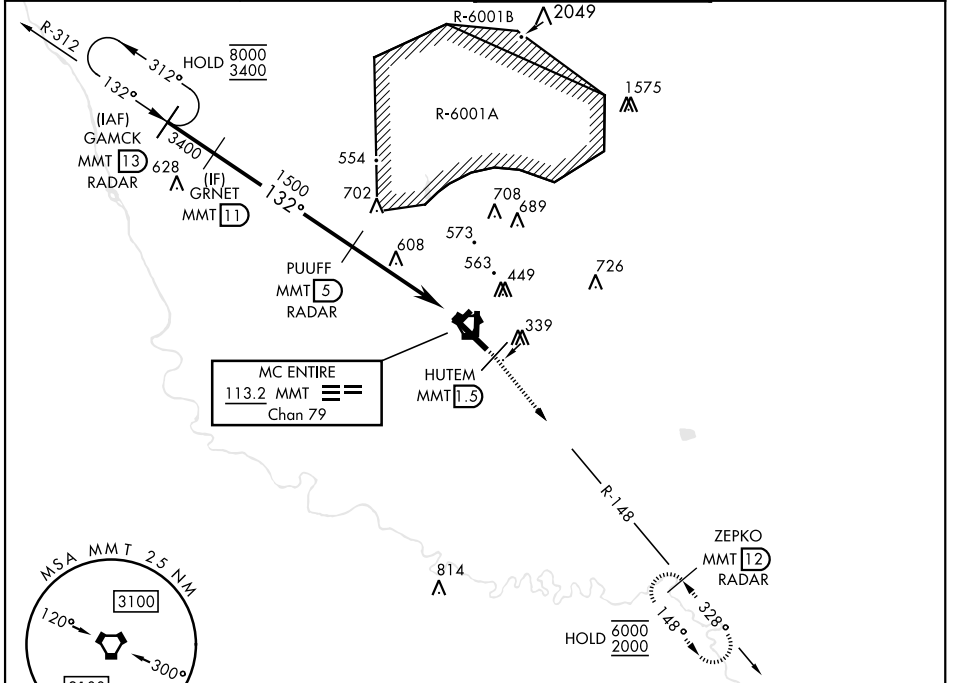 R-6001B
2049
R-312
312°
HOLD 8000
3400
132°
1575
R-6001A
(IAF)
GAMCK
MMT 13
RADAR
3400
628
(IF)
GRNET
MMT 11
1500
132°
554
702
708
689
573
608
563
449
726
PUUFF
MMT 5
RADAR
339
MC ENTIRE
113.2 MMT
Chan 79
HUTEM
MMT 1.5
R-148
ZEPKO
MMT 12
RADAR
814
328°
148°
HOLD 6000
2000
MSA MMT 25 NM
3100
120°
300°